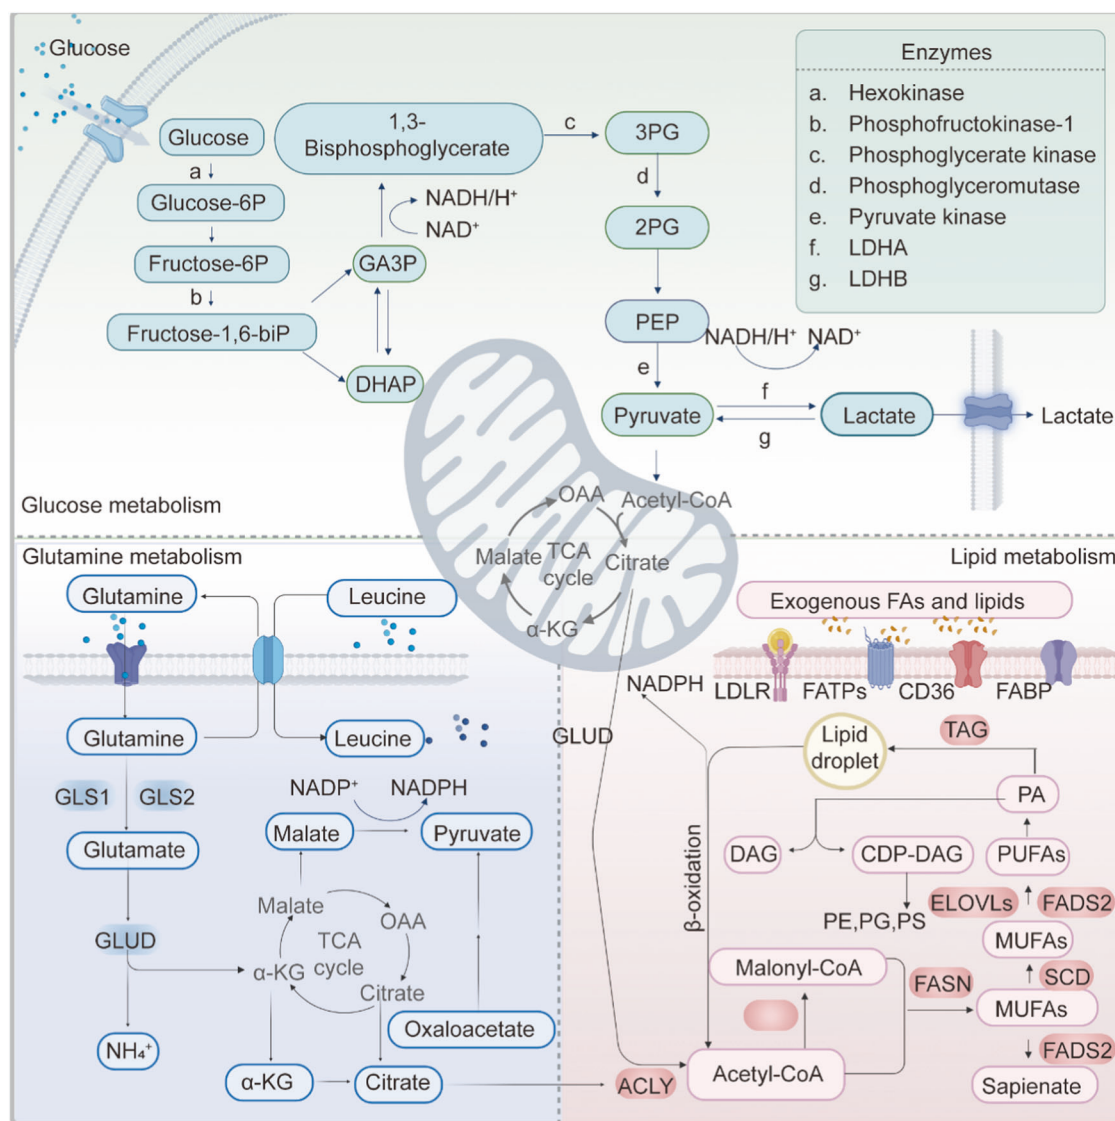 Glucose
Glucose
a
Glucose-6P
Fructose-6P
b
Fructose-1,6-biP
1,3-
Bisphosphoglycerate
NADH/H⁺
NAD⁺
GA3P
DHAP
c
3PG
d
2PG
PEP
NADH/H⁺ NAD⁺
e
Pyruvate
f
g
Lactate
Lactate
Enzymes
a. Hexokinase
b. Phosphofructokinase-1
c. Phosphoglycerate kinase
d. Phosphoglyceromutase
e. Pyruvate kinase
f. LDHA
g. LDHB
Glucose metabolism
OAA
Acetyl-CoA
Malate
TCA
cycle
Citrate
α-KG
Glutamine metabolism
Glutamine
Leucine
Glutamine
Leucine
GLS1
GLS2
Glutamate
GLUD
NH₄⁺
NADP⁺
NADPH
Malate
Pyruvate
Malate
OAA
TCA
cycle
α-KG
Citrate
Oxaloacetate
α-KG
Citrate
Lipid metabolism
Exogenous FAs and lipids
LDLR
FATPs
CD36
FABP
NADPH
GLUD
β-oxidation
Lipid
droplet
TAG
PA
DAG
CDP-DAG
PUFAs
PE,PG,PS
ELOVLs
FADS2
MUFAs
Malonyl-CoA
FASN
SCD
MUFAs
FADS2
Sapienate
ACLY
Acetyl-CoA